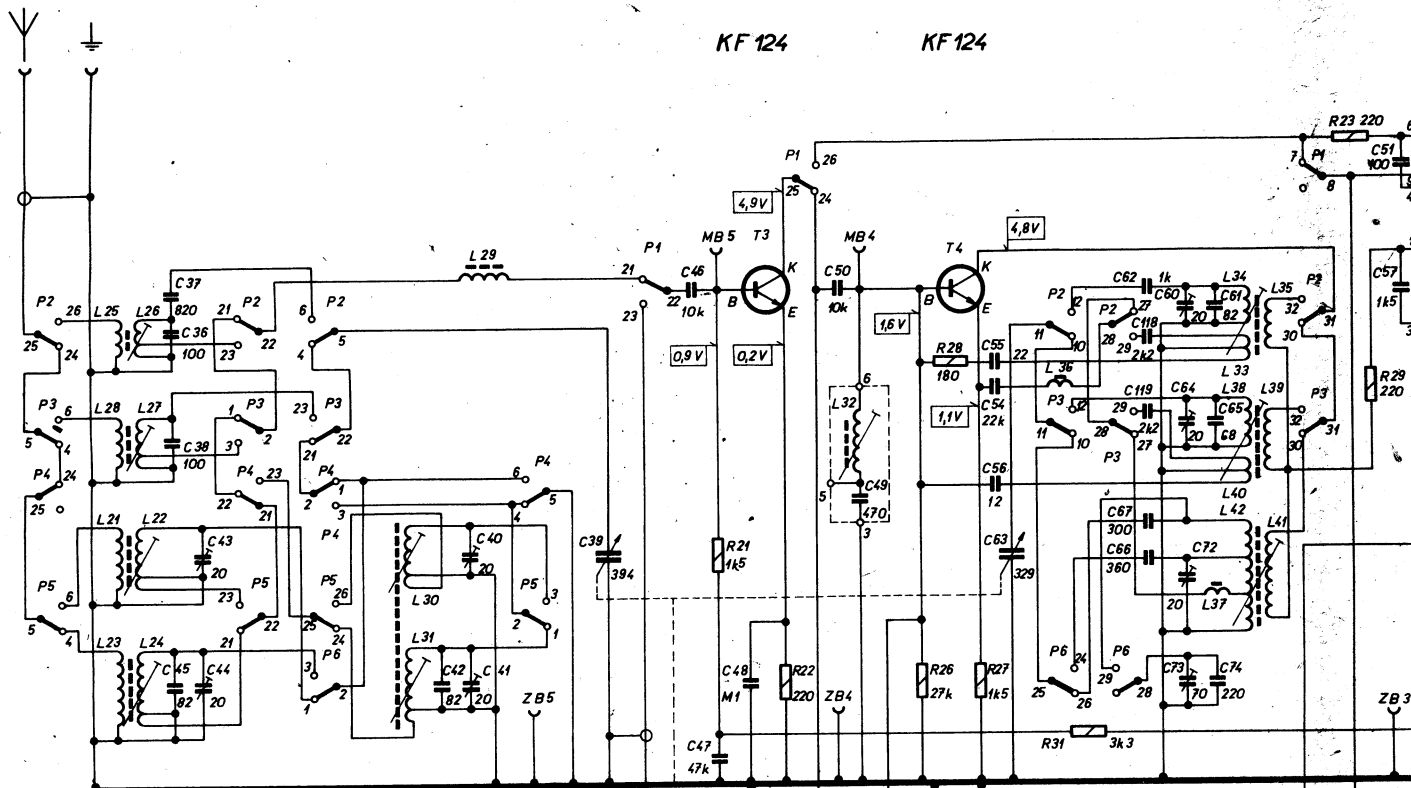 KF 124 KF 124
R23 220
P1 26 7 P1 8 C51 100
25 24
4,9V
4,8V
MB5 T3 MB4 T4
L29 P1 21 C46 22 10k 23
B K E
C50 10k
B K E
C62 1k L34 L35 P2
C57 1k5
C37 820
P2 26 L25 L26 C36 100 21 P2 22 23 6 P2 5 4
25 24
P2 12 11 10 P2 27 28 29 C60 20 C61 82 C118 2k2 32 30 31
0,9V 0,2V 1,6V
R28 180 C55 22
L33
L36
C54 22k
1,1V
R29 220
P3 6 5 4 L28 L27 C38 100 1 P3 2 3 23 P3 22 21
6 L32 5 C49 470 3
P3 12 11 10 29 C119 2k2 28 27 P3 C64 20 C65 68 L38 L39 32 P3 31 30
P4 24 25 P4 23 22 21 P4 1 2 3 6 P4 5 4
C56 12
L40
L21 L22 C43 20 P4 C40 20
C39 394
R21 1k5
C63 329
C67 300 C66 360 C72 20 L37 L42 L41
P5 6 5 4 P5 23 22 21 P5 26 25 24 L30 P5 3 2 1
L23 L24 C45 82 C44 20 P6 3 2 1 L31 C42 82 C41 20
ZB5
C48 M1 R22 220 ZB4 R26 27k R27 1k5
P6 24 25 26 P6 29 28 C73 70 C74 220
ZB3
C47 47k
R31 3k3